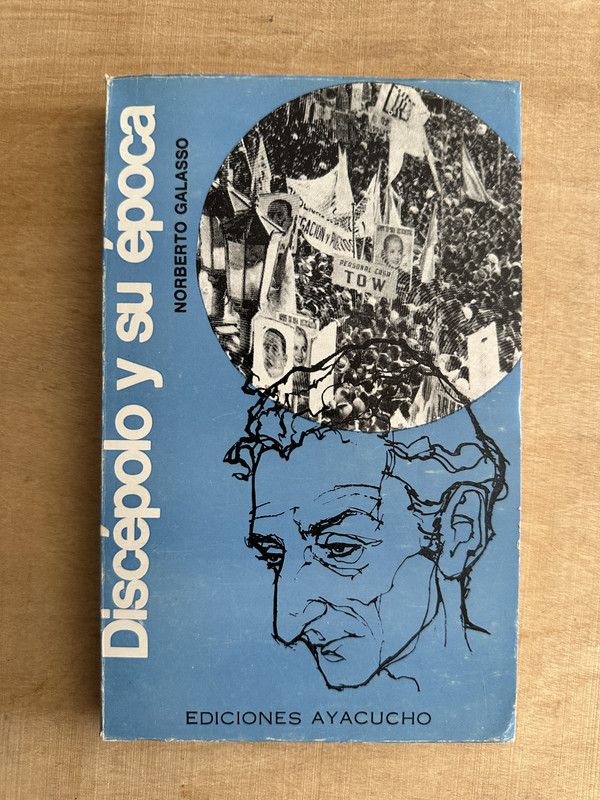 Discépolo y su época
NORBERTO GALASSO
PERSONAL CASA
TOW
EDICIONES AYACUCHO